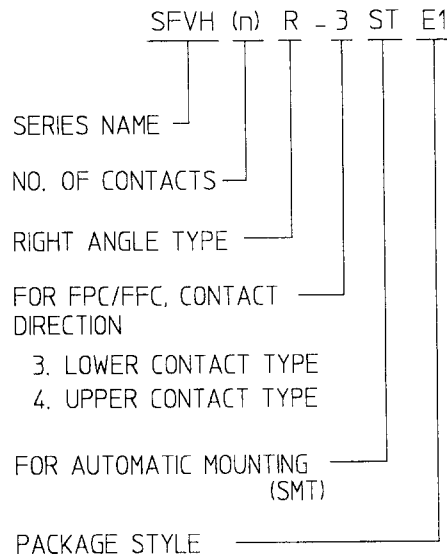 SFVH (n) R - 3 ST E1
SERIES NAME
NO. OF CONTACTS
RIGHT ANGLE TYPE
FOR FPC/FFC, CONTACT
DIRECTION
3. LOWER CONTACT TYPE
4. UPPER CONTACT TYPE
FOR AUTOMATIC MOUNTING
(SMT)
PACKAGE STYLE